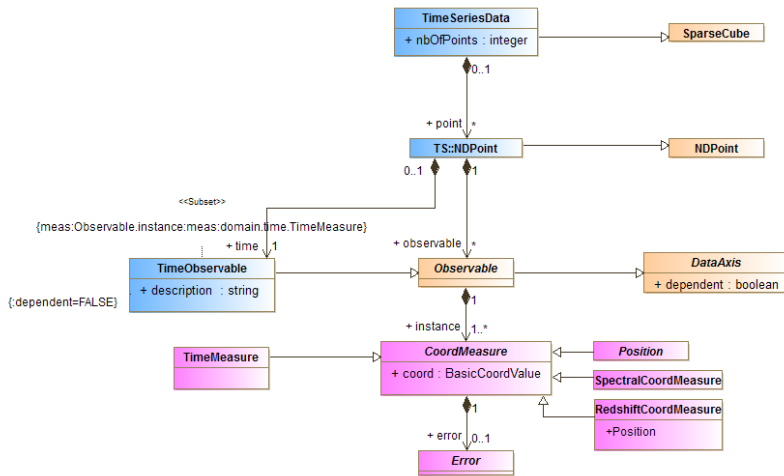 TimeSeriesData
+ nbOfPoints : integer
SparseCube
0..1
+ point
*
TS::NDPoint
NDPoint
0..1
1
<<Subset>>
{meas:Observable.instance:meas:domain.time.TimeMeasure}
+ time
1
+ observable
*
TimeObservable
+ description : string
Observable
DataAxis
+ dependent : boolean
{:dependent=FALSE}
1
+ instance
1..*
TimeMeasure
CoordMeasure
+ coord : BasicCoordValue
Position
SpectralCoordMeasure
RedshiftCoordMeasure
+Position
1
+ error
0..1
Error